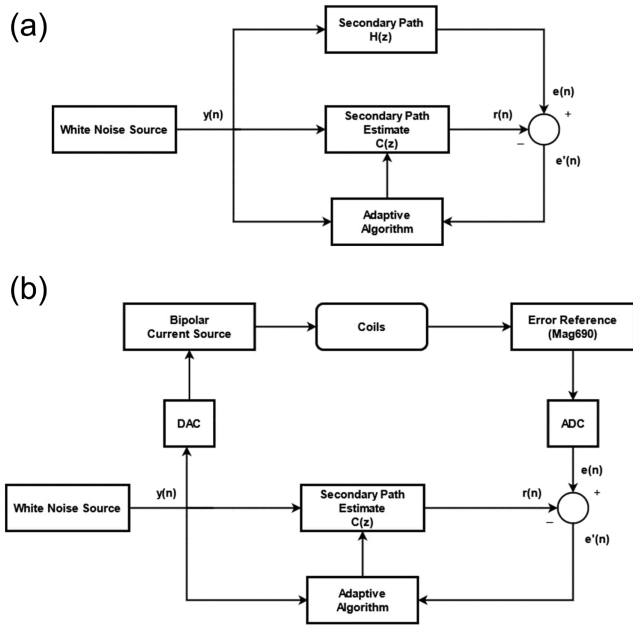 (a)
Secondary Path
H(z)
e(n)
y(n)
White Noise Source
Secondary Path
Estimate
C(z)
r(n)
+
–
e'(n)
Adaptive
Algorithm
(b)
Bipolar
Current Source
Coils
Error Reference
(Mag690)
DAC
ADC
e(n)
y(n)
White Noise Source
Secondary Path
Estimate
C(z)
r(n)
+
–
e'(n)
Adaptive
Algorithm